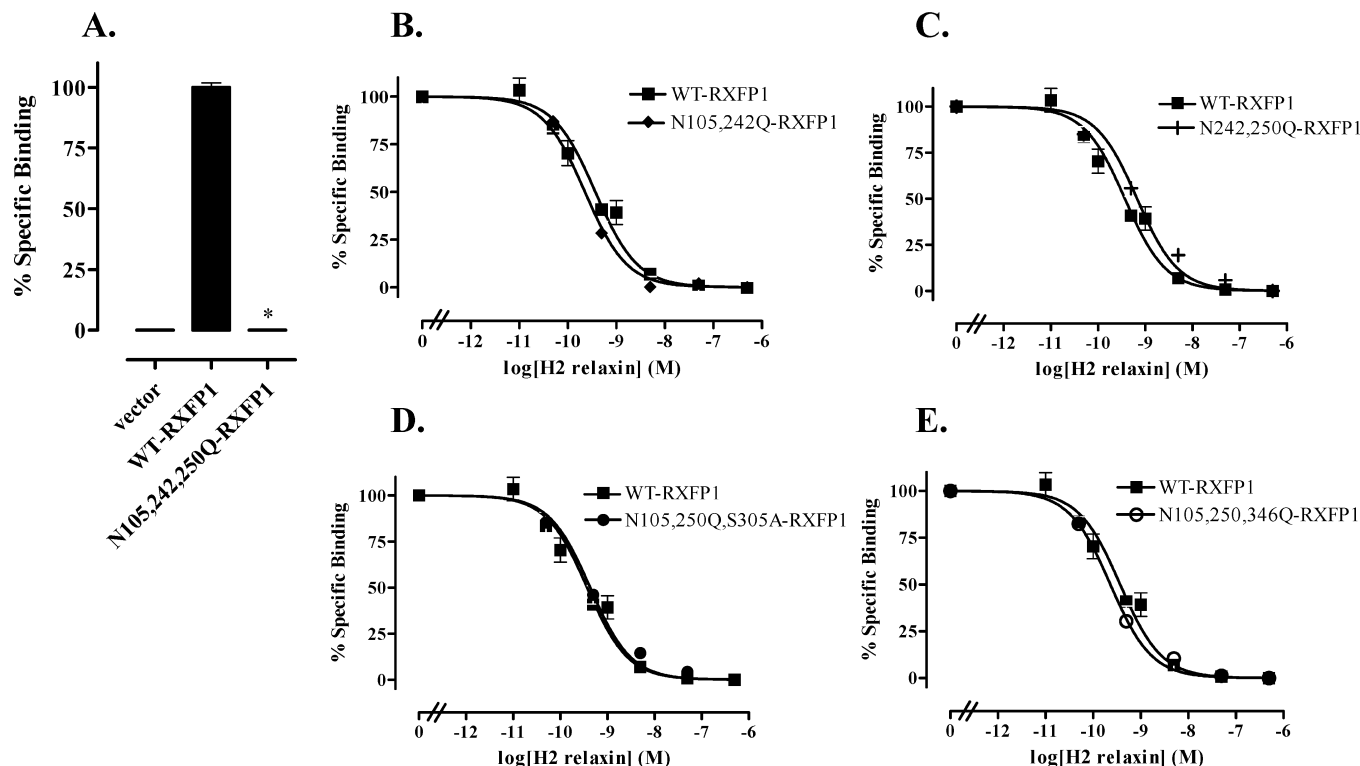 A.
% Specific Binding
100
75
50
25
0
*
vector
WT-RXFP1
N105,242,250Q-RXFP1
B.
% Specific Binding
100
75
50
25
0
WT-RXFP1
N105,242Q-RXFP1
0 -12 -11 -10 -9 -8 -7 -6
log[H2 relaxin] (M)
C.
% Specific Binding
100
75
50
25
0
WT-RXFP1
N242,250Q-RXFP1
0 -12 -11 -10 -9 -8 -7 -6
log[H2 relaxin] (M)
D.
% Specific Binding
100
75
50
25
0
WT-RXFP1
N105,250Q,S305A-RXFP1
0 -12 -11 -10 -9 -8 -7 -6
log[H2 relaxin] (M)
E.
% Specific Binding
100
75
50
25
0
WT-RXFP1
N105,250,346Q-RXFP1
0 -12 -11 -10 -9 -8 -7 -6
log[H2 relaxin] (M)